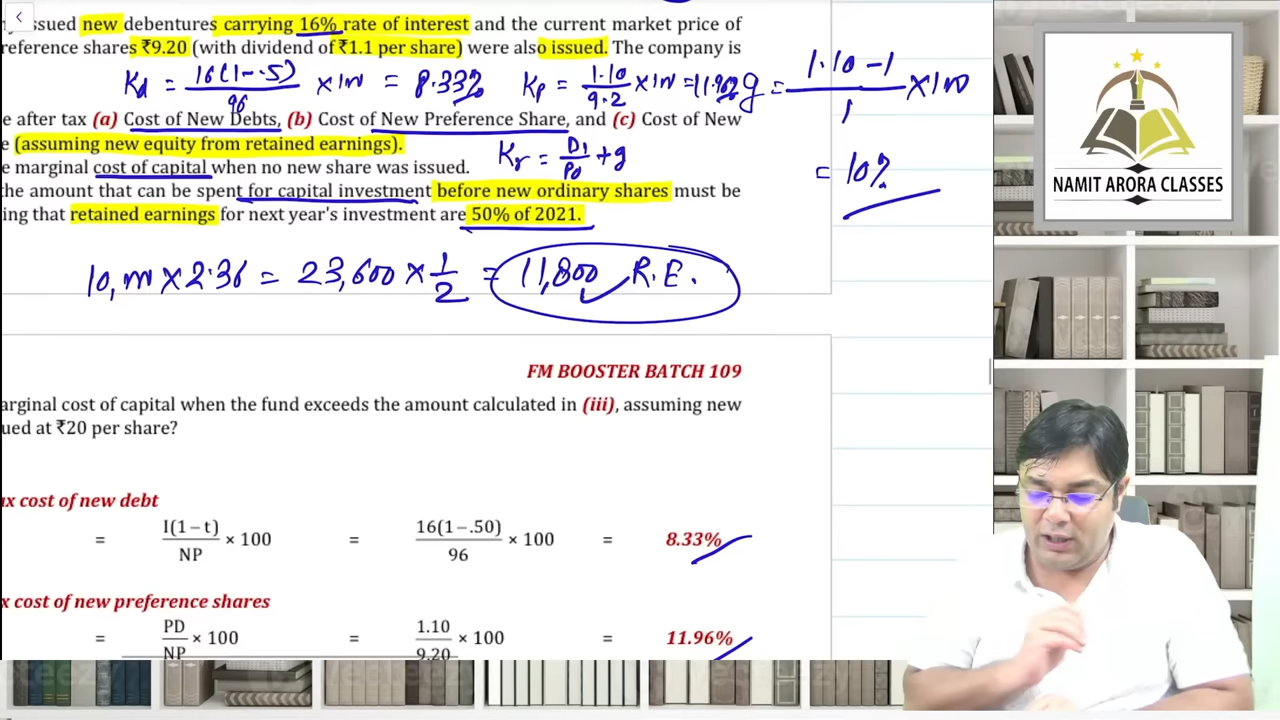 issued new debentures carrying 16% rate of interest and the current market price of
reference shares ₹9.20 (with dividend of ₹1.1 per share) were also issued. The company is
Kd = 16(1-.5) / 96 × 100 = 8.33%
Kp = 1.10 / 9.2 × 100 = 11.96%
g = 1.10 - 1 / 1 × 100
= 10%
e after tax (a) Cost of New Debts, (b) Cost of New Preference Share, and (c) Cost of New
e (assuming new equity from retained earnings).
Kr = D1 / P0 + g
e marginal cost of capital when no new share was issued.
the amount that can be spent for capital investment before new ordinary shares must be
ing that retained earnings for next year's investment are 50% of 2021.
10,000 × 2.36 = 23,600 × 1/2 = 11,800 R.E.
NAMIT ARORA CLASSES
FM BOOSTER BATCH 109
arginal cost of capital when the fund exceeds the amount calculated in (iii), assuming new
ued at ₹20 per share?
ax cost of new debt
= I(1−t) / NP × 100 = 16(1−.50) / 96 × 100 = 8.33%
x cost of new preference shares
= PD / NP × 100 = 1.10 / 9.20 × 100 = 11.96%